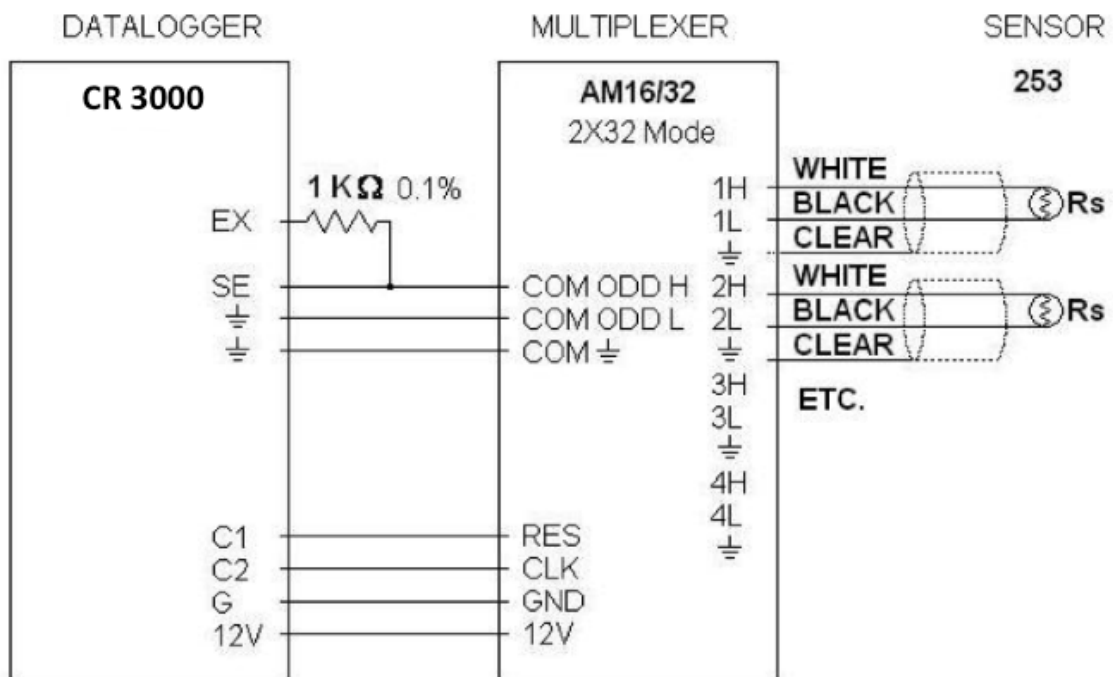 DATALOGGER MULTIPLEXER SENSOR
CR 3000 AM16/32 253
2X32 Mode
1 KΩ 0.1%
1H WHITE
EX 1L BLACK Rs
CLEAR
SE COM ODD H 2H WHITE
COM ODD L 2L BLACK Rs
COM CLEAR
3H ETC.
3L
4H
4L
C1 RES
C2 CLK
G GND
12V 12V